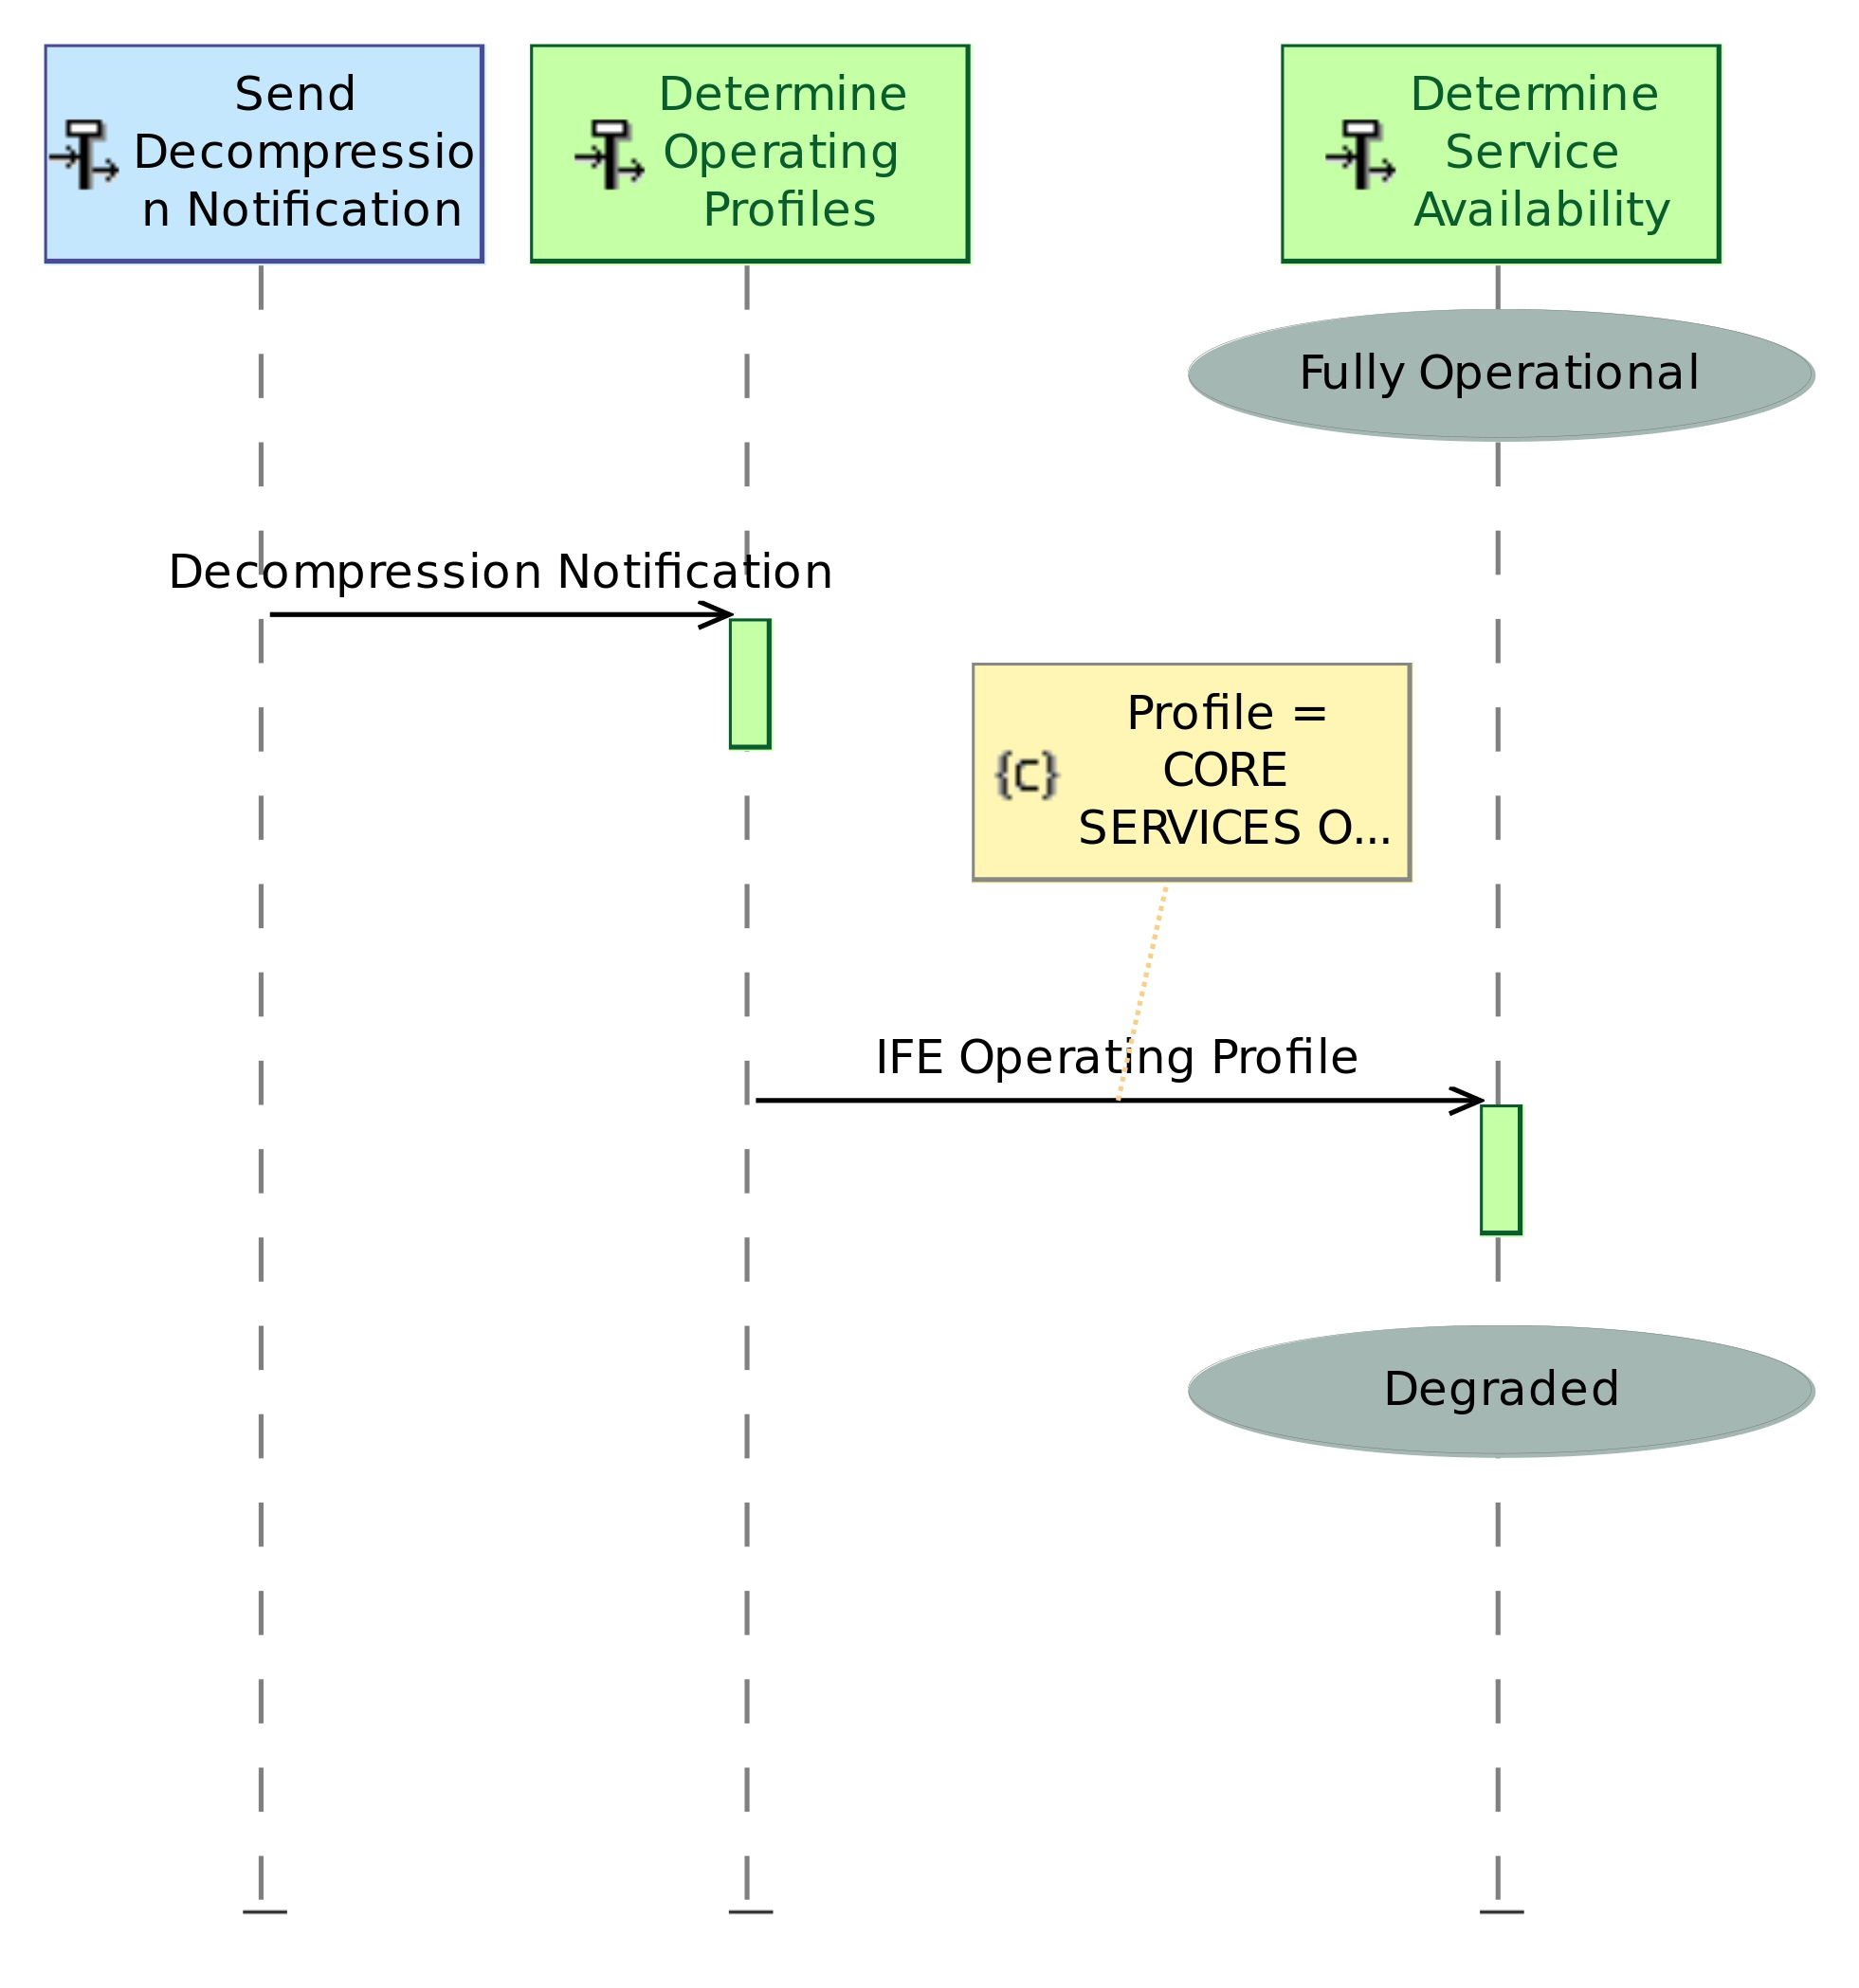 Send
Decompressio
n Notification
Determine
Operating
Profiles
Determine
Service
Availability
Fully Operational
Decompression Notification
Profile =
CORE
SERVICES O...
{c}
IFE Operating Profile
Degraded